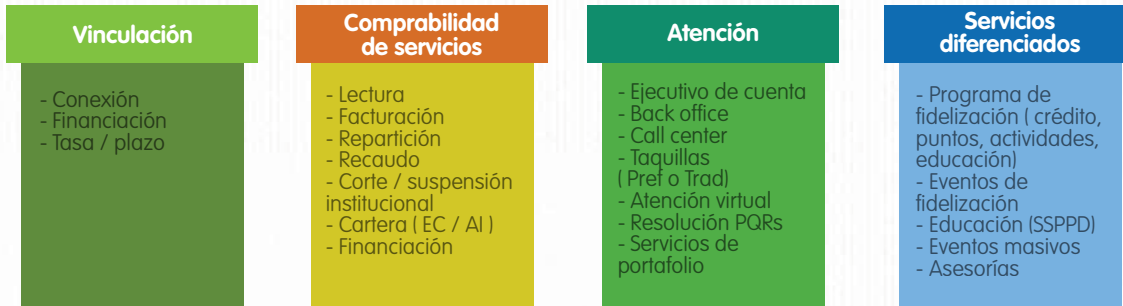 Vinculación
- Conexión
- Financiación
- Tasa / plazo
Comprabilidad
de servicios
- Lectura
- Facturación
- Repartición
- Recaudo
- Corte / suspensión
institucional
- Cartera ( EC / AI )
- Financiación
Atención
- Ejecutivo de cuenta
- Back office
- Call center
- Taquillas
( Pref o Trad)
- Atención virtual
- Resolución PQRs
- Servicios de
portafolio
Servicios
diferenciados
- Programa de
fidelización ( crédito,
puntos, actividades,
educación)
- Eventos de
fidelización
- Educación (SSPPD)
- Eventos masivos
- Asesorías